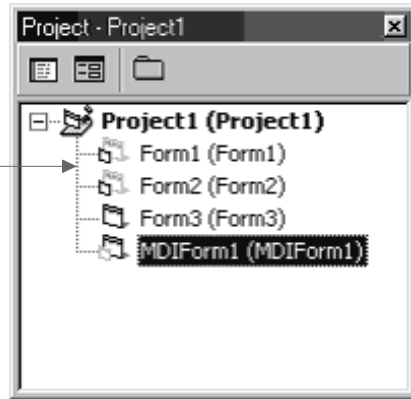 Project - Project1
Project1 (Project1)
Form1 (Form1)
Form2 (Form2)
Form3 (Form3)
MDIForm1 (MDIForm1)